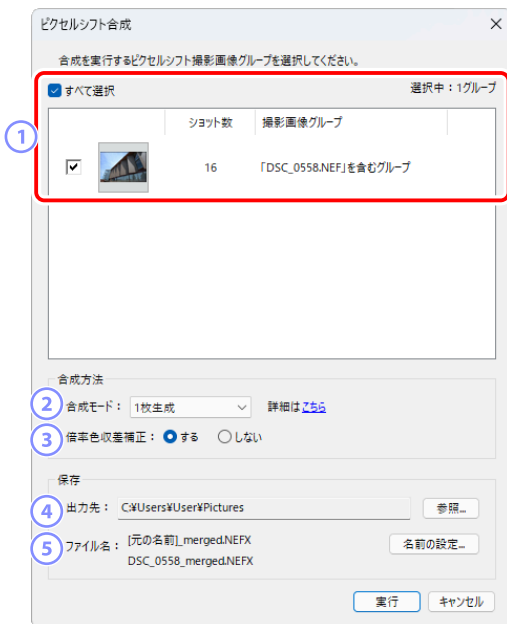 ピクセルシフト合成
合成を実行するピクセルシフト撮影画像グループを選択してください。
すべて選択
選択中：1グループ
1
ショット数 撮影画像グループ
16 「DSC_0558.NEF」を含むグループ
合成方法
2 合成モード： 1枚生成 詳細はこちら
3 倍率色収差補正： する しない
保存
4 出力先： C:¥Users¥User¥Pictures 参照...
5 ファイル名： [元の名前]_merged.NEFX 名前の設定...
DSC_0558_merged.NEFX
実行 キャンセル